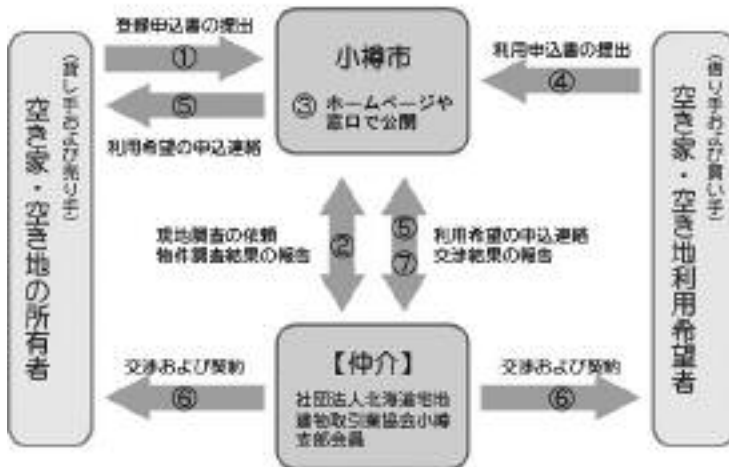 (貸し手および売り手)
空き家・空き地の所有者
登録申込書の提出
①
⑤
利用希望の申込連絡
小樽市
③ ホームページや
窓口で公開
利用申込書の提出
④
(借り手および買い手)
空き家・空き地利用希望者
現地調査の依頼
物件調査結果の報告
②
⑤
⑦
利用希望の申込連絡
交渉結果の報告
交渉および契約
⑥
【仲介】
社団法人北海道宅地
建物取引業協会小樽
支部会員
交渉および契約
⑥